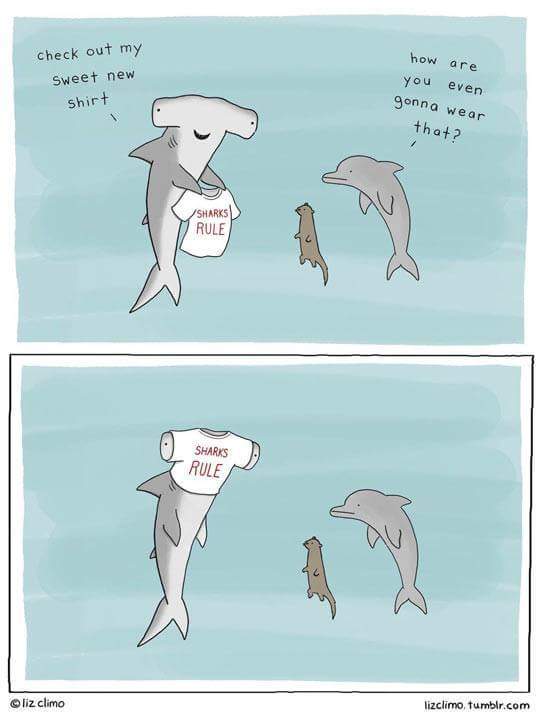 check out my
sweet new
shirt
how are
you even
gonna wear
that?
SHARKS
RULE
SHARKS
RULE
© liz climo
lizclimo.tumblr.com